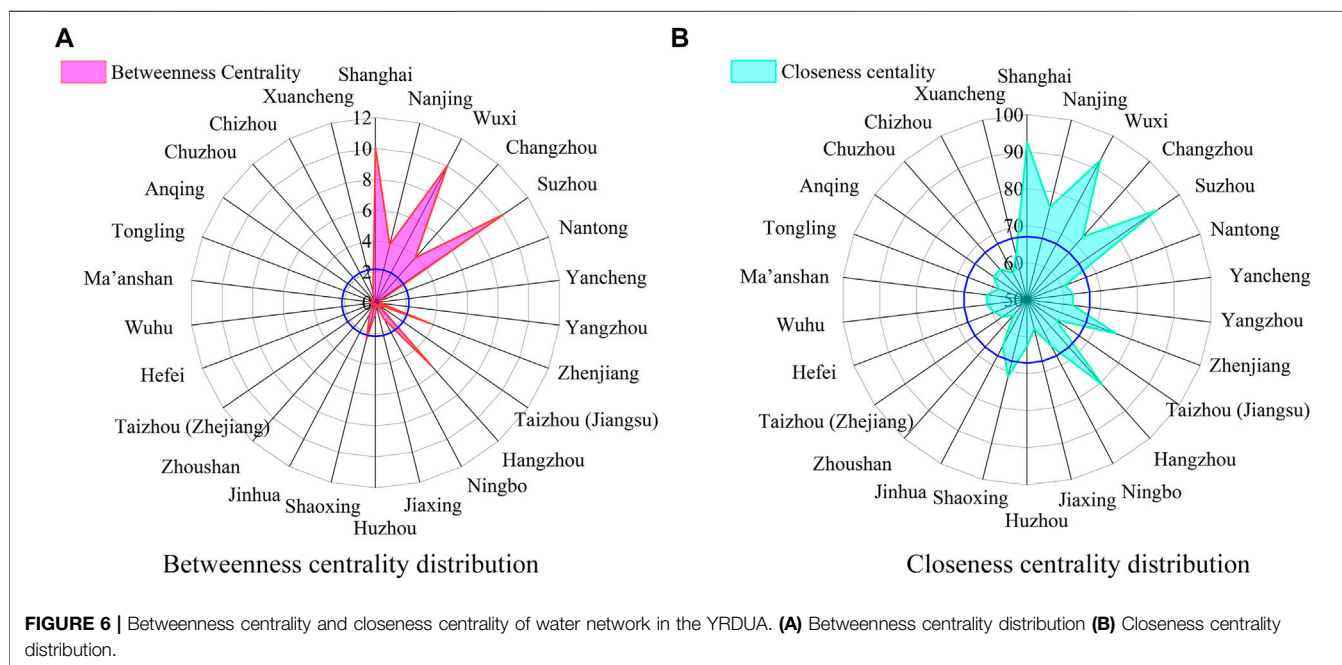 A
Betweenness Centrality
Shanghai
Nanjing
Wuxi
Changzhou
Suzhou
Nantong
Yancheng
Yangzhou
Zhenjiang
Taizhou (Jiangsu)
Hangzhou
Ningbo
Jiaxing
Huzhou
Shaoxing
Jinhua
Zhoushan
Taizhou (Zhejiang)
Hefei
Wuhu
Ma'anshan
Tongling
Anqing
Chuzhou
Chizhou
Xuancheng
12
10
8
6
4
2
0
Betweenness centrality distribution
B
Closeness centality
Shanghai
Nanjing
Wuxi
Changzhou
Suzhou
Nantong
Yancheng
Yangzhou
Zhenjiang
Taizhou (Jiangsu)
Hangzhou
Ningbo
Jiaxing
Huzhou
Shaoxing
Jinhua
Zhoushan
Taizhou (Zhejiang)
Hefei
Wuhu
Ma'anshan
Tongling
Anqing
Chuzhou
Chizhou
Xuancheng
100
90
80
70
60
50
Closeness centrality distribution
FIGURE 6 | Betweenness centrality and closeness centrality of water network in the YRDUA. (A) Betweenness centrality distribution (B) Closeness centrality
distribution.